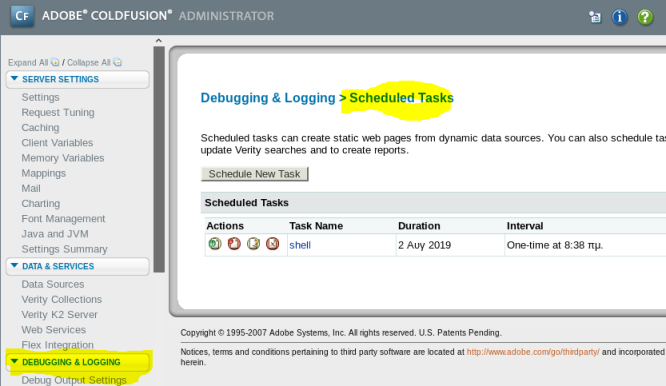 ADOBE® COLDFUSION® ADMINISTRATOR
Expand All / Collapse All
SERVER SETTINGS
Settings
Request Tuning
Caching
Client Variables
Memory Variables
Mappings
Mail
Charting
Font Management
Java and JVM
Settings Summary
DATA & SERVICES
Data Sources
Verity Collections
Verity K2 Server
Web Services
Flex Integration
DEBUGGING & LOGGING
Debug Output Settings
Debugging & Logging > Scheduled Tasks
Scheduled tasks can create static web pages from dynamic data sources. You can also schedule tas
update Verity searches and to create reports.
Schedule New Task
Scheduled Tasks
Actions Task Name Duration Interval
shell 2 Αυγ 2019 One-time at 8:38 πμ.
Copyright © 1995-2007 Adobe Systems, Inc. All rights reserved. U.S. Patents Pending.
Notices, terms and conditions pertaining to third party software are located at http://www.adobe.com/go/thirdparty/ and incorporated
herein.